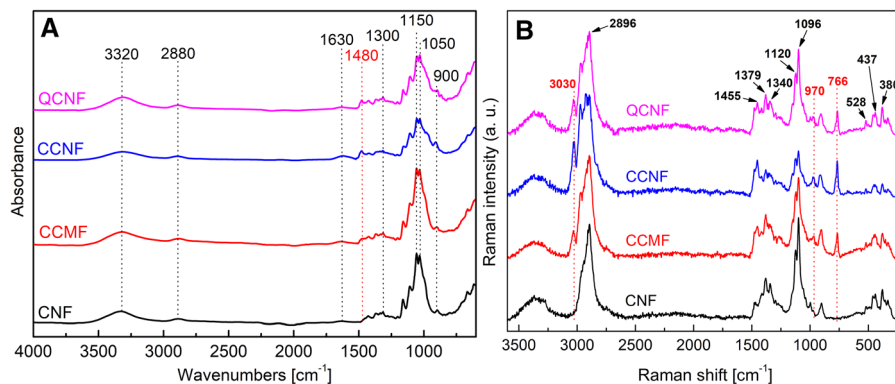 A
1150
1300
1050
3320
2880
1630
1480
900
QCNF
CCNF
CCMF
CNF
Absorbance
4000
3500
3000
2500
2000
1500
1000
Wavenumbers [cm⁻¹]
B
2896
1096
1120
3030
1379
1340
970
766
437
1455
528
380
QCNF
CCNF
CCMF
CNF
Raman intensity (a. u.)
3500
3000
2500
2000
1500
1000
500
Raman shift [cm⁻¹]